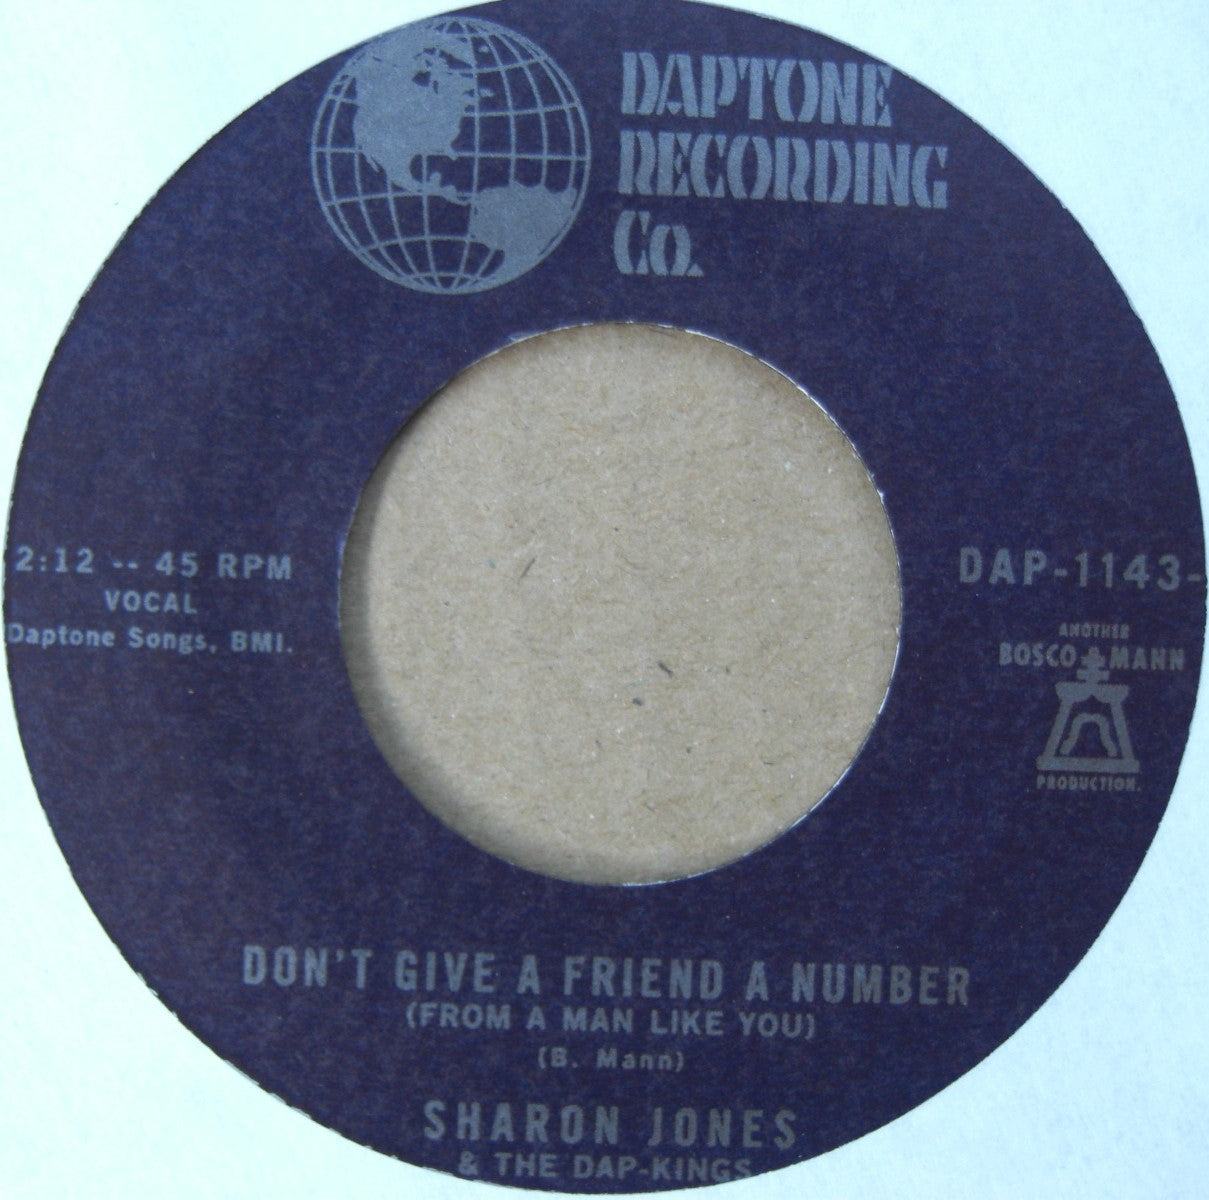 DAPTONE
RECORDING
Co.
2:12 -- 45 RPM
VOCAL
Daptone Songs, BMI.
DAP-1143-
ANOTHER
BOSCO MANN
PRODUCTION.
DON'T GIVE A FRIEND A NUMBER
(FROM A MAN LIKE YOU)
(B. Mann)
SHARON JONES
& THE DAP-KINGS